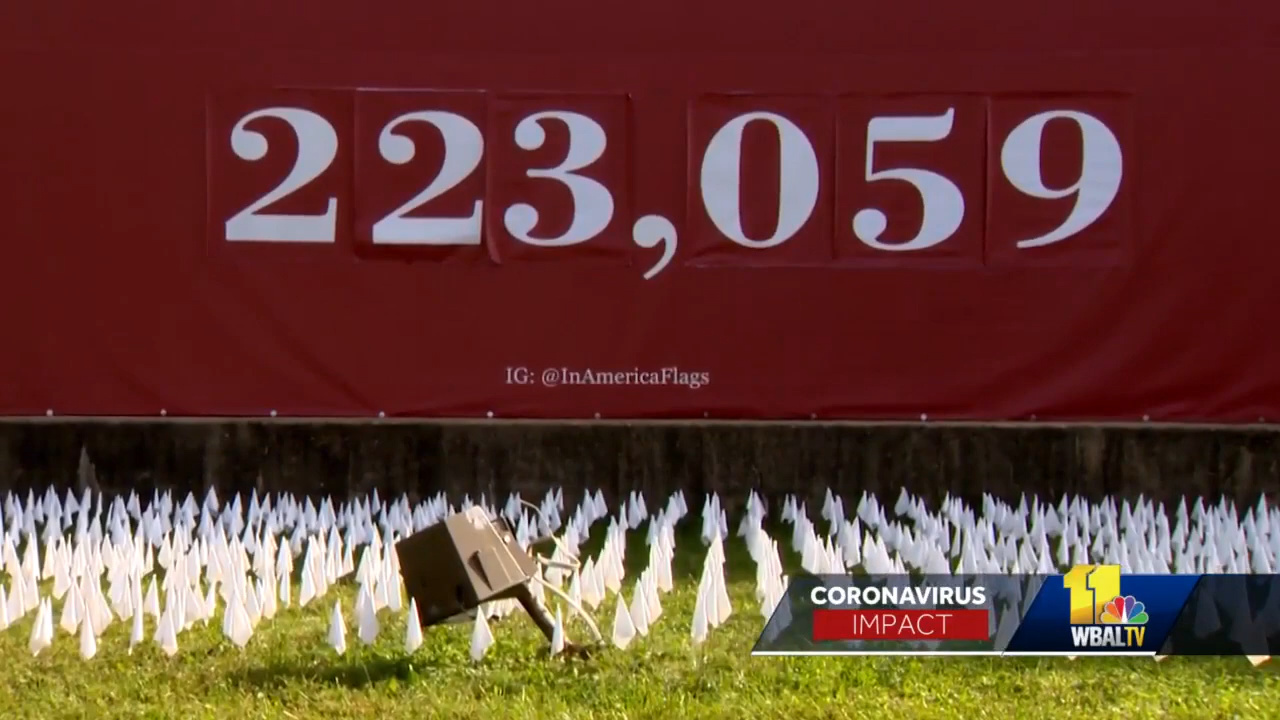 223,059
IG: @InAmericaFlags
CORONAVIRUS
IMPACT
11
WBALTV